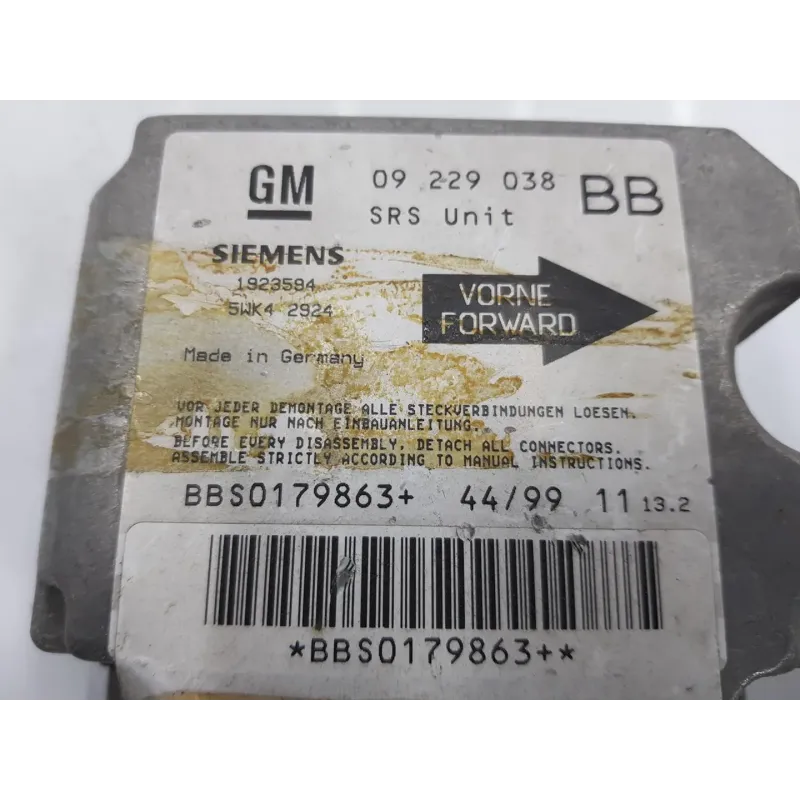 GM 09 229 038 BB
SRS Unit
SIEMENS
1923594
5WK4 2924
VORNE
FORWARD
Made in Germany
VOR JEDER DEMONTAGE ALLE STECKVERBINDUNGEN LOESEN.
MONTAGE NUR NACH EINBAUANLEITUNG.
BEFORE EVERY DISASSEMBLY, DETACH ALL CONNECTORS.
ASSEMBLE STRICTLY ACCORDING TO MANUAL INSTRUCTIONS.
BBS0179863+ 44/99 11 13.2
*BBS0179863+*